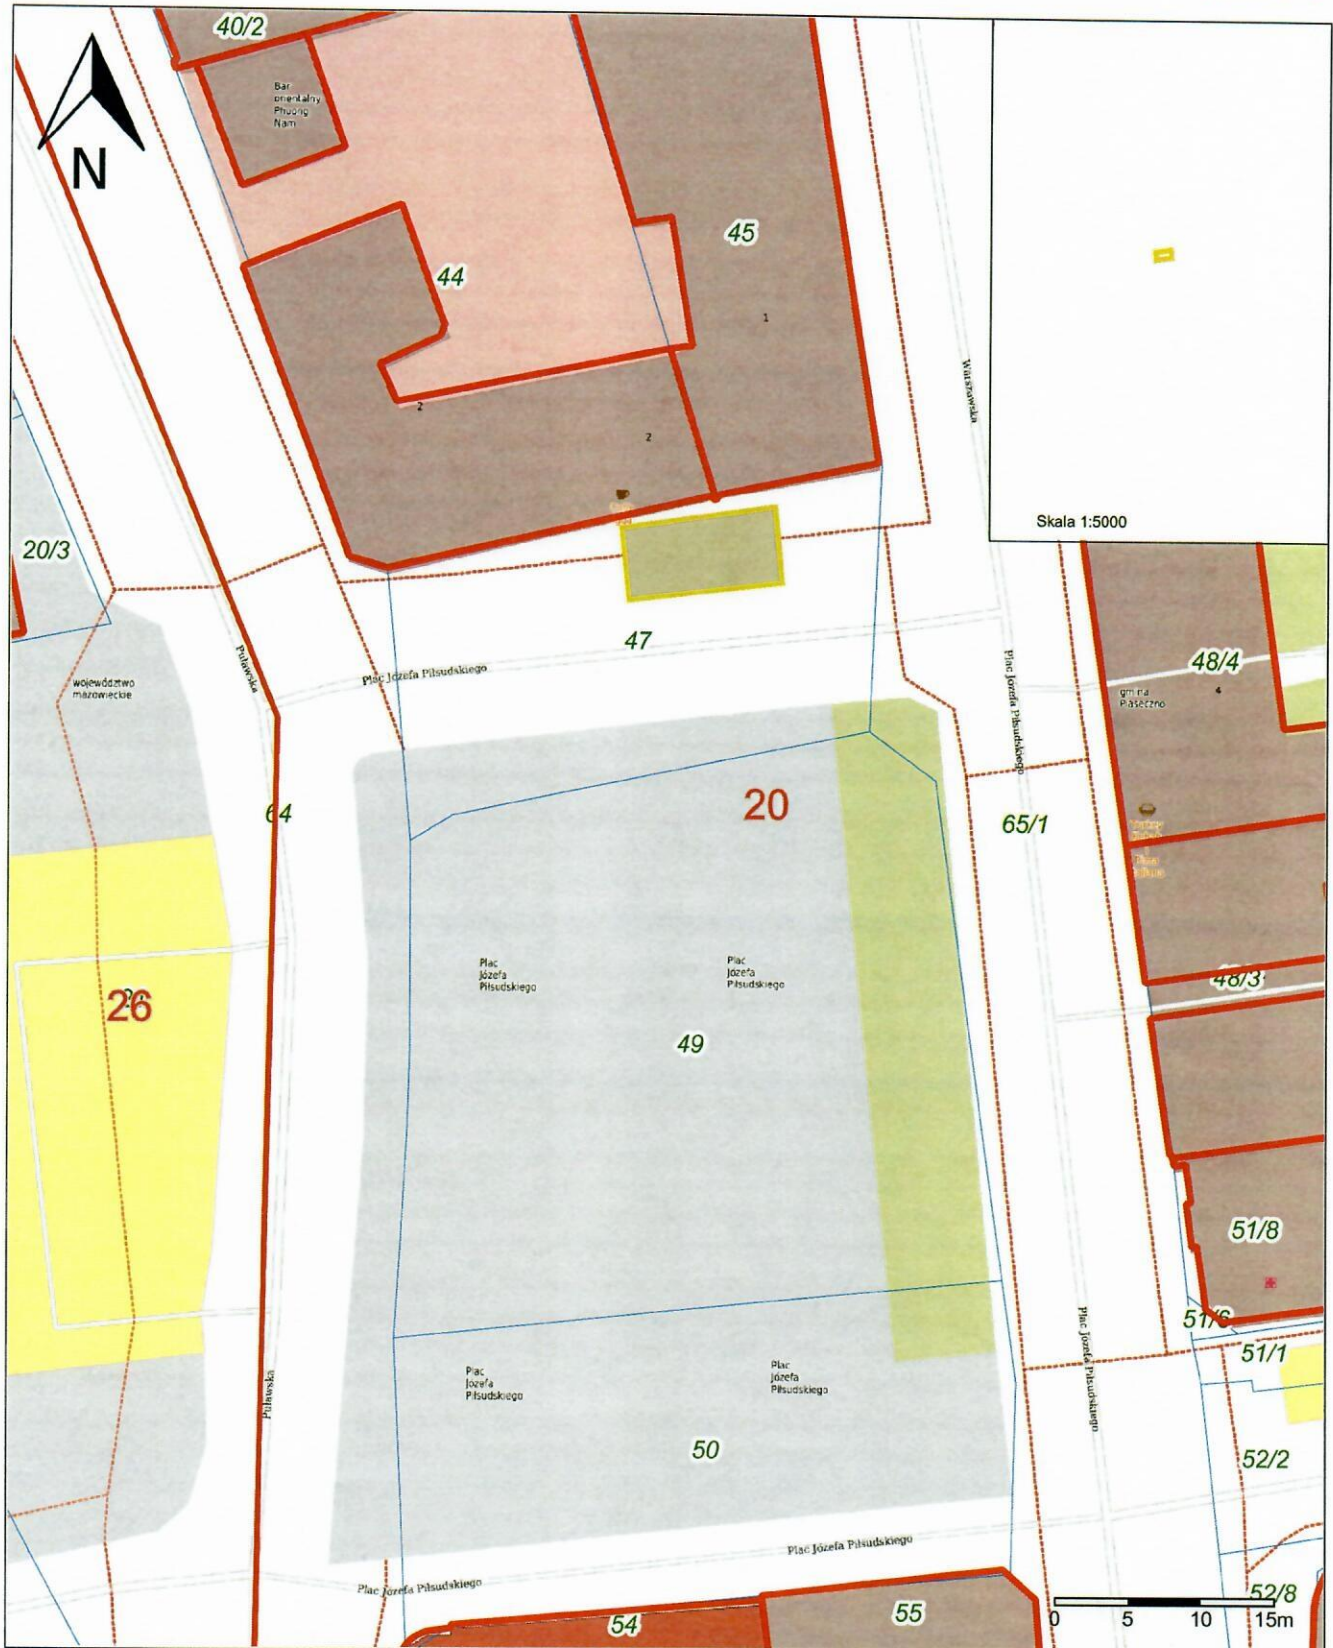 40/2
N
Bar
orientalny
Phuong
Nam
45
44
1
2
2
Warszawska
Skala 1:5000
20/3
47
Puławska
Plac Józefa Piłsudskiego
województwo
mazowieckie
Plac Józefa Piłsudskiego
48/4
gmina
Piaseczno
4
64
20
65/1
Plac
Józefa
Piłsudskiego
Plac
Józefa
Piłsudskiego
48/3
26
49
51/8
51/6
51/1
Plac
Józefa
Piłsudskiego
Plac
Józefa
Piłsudskiego
Puławska
Plac Józefa Piłsudskiego
50
52/2
Plac Józefa Piłsudskiego
Plac Józefa Piłsudskiego
52/8
54
55
0 5 10 15m